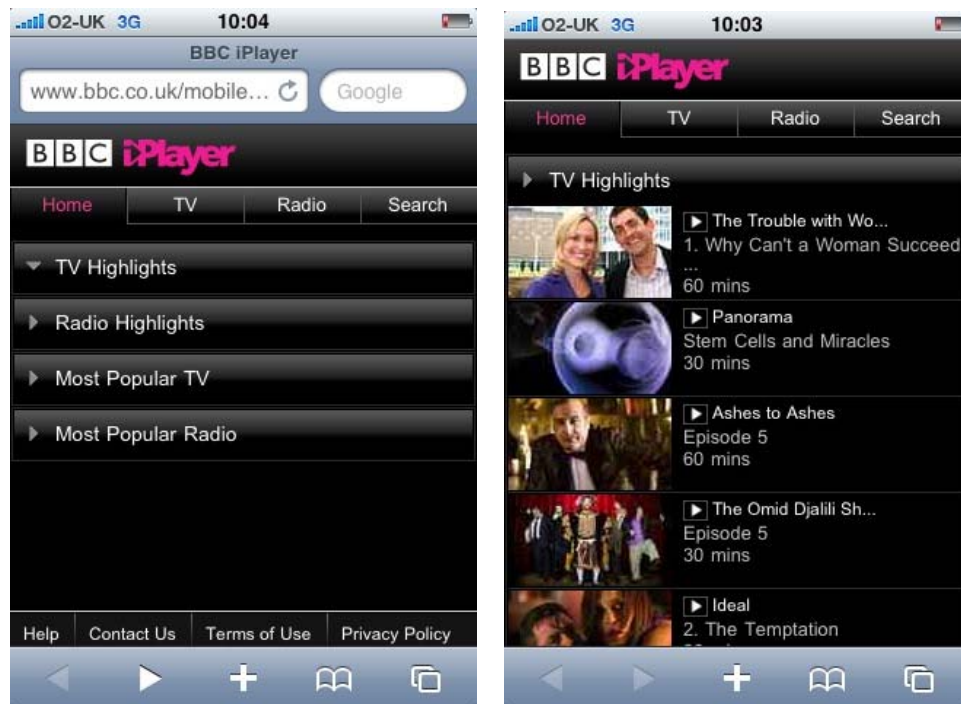 O2-UK 3G 10:04
BBC iPlayer
www.bbc.co.uk/mobile... Google
BBC iPlayer
Home TV Radio Search
TV Highlights
Radio Highlights
Most Popular TV
Most Popular Radio
Help Contact Us Terms of Use Privacy Policy
O2-UK 3G 10:03
BBC iPlayer
Home TV Radio Search
TV Highlights
The Trouble with Wo...
1. Why Can't a Woman Succeed
...
60 mins
Panorama
Stem Cells and Miracles
30 mins
Ashes to Ashes
Episode 5
60 mins
The Omid Djalili Sh...
Episode 5
30 mins
Ideal
2. The Temptation